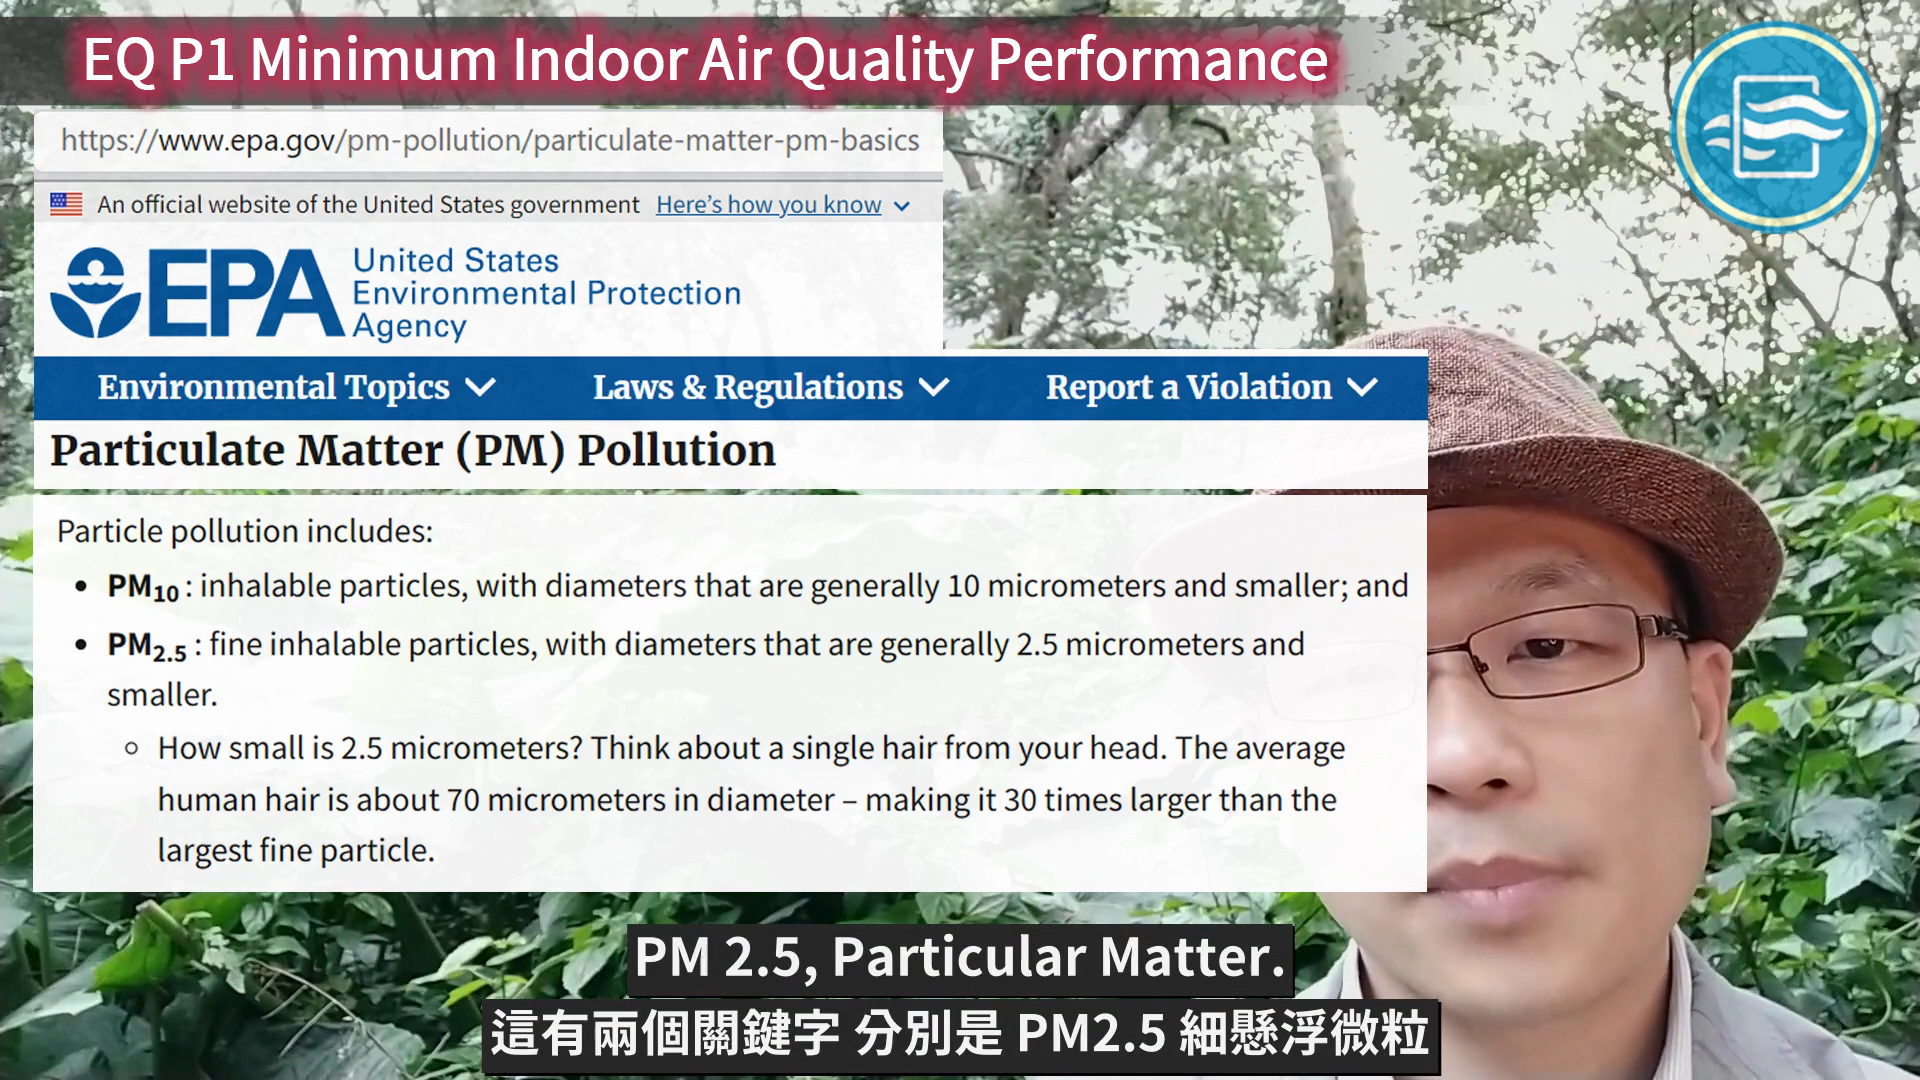 EQ P1 Minimum Indoor Air Quality Performance
https://www.epa.gov/pm-pollution/particulate-matter-pm-basics
An official website of the United States government Here's how you know
EPA
United States
Environmental Protection
Agency
Environmental Topics Laws & Regulations Report a Violation
Particulate Matter (PM) Pollution
Particle pollution includes:
• PM10 : inhalable particles, with diameters that are generally 10 micrometers and smaller; and
• PM2.5 : fine inhalable particles, with diameters that are generally 2.5 micrometers and
smaller.
◦ How small is 2.5 micrometers? Think about a single hair from your head. The average
human hair is about 70 micrometers in diameter – making it 30 times larger than the
largest fine particle.
PM 2.5, Particular Matter.
這有兩個關鍵字 分別是 PM2.5 細懸浮微粒